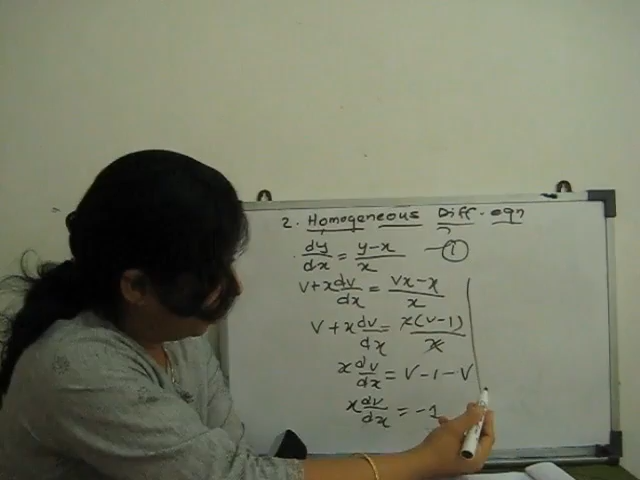 2. Homogeneous Diff. eqn
dy/dx = y-x/x — ①
v+x dv/dx = vx-x/x
v+x dv/dx = x(v-1)/x
x dv/dx = v-1-v
x dv/dx = -1